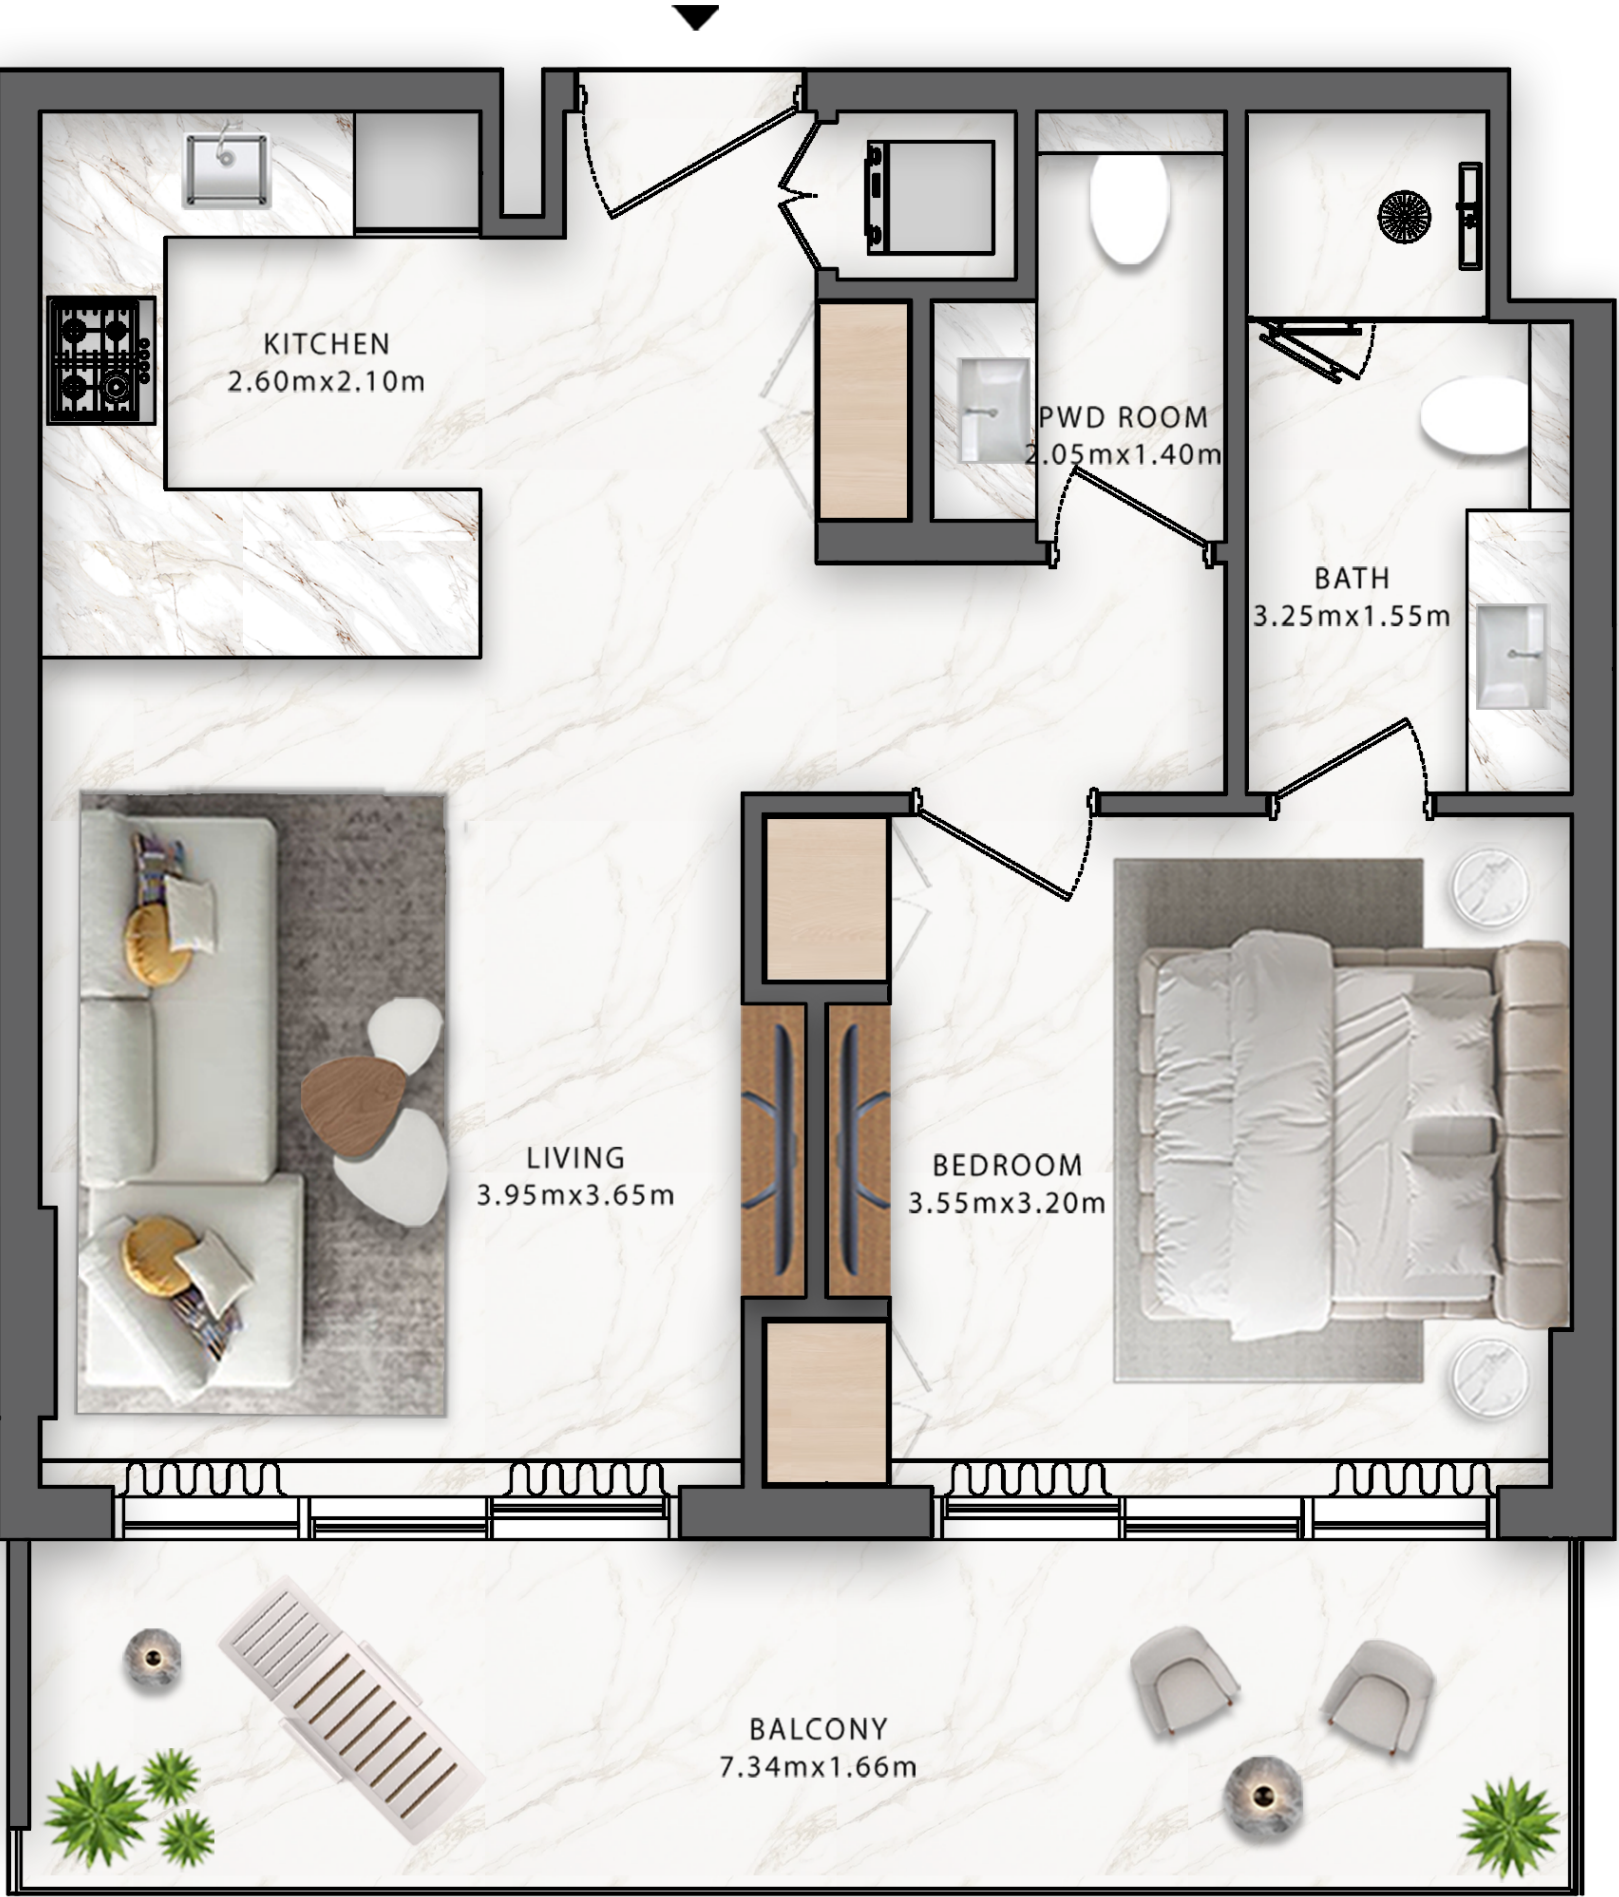 KITCHEN
2.60mx2.10m
PWD ROOM
2.05mx1.40m
BATH
3.25mx1.55m
LIVING
3.95mx3.65m
BEDROOM
3.55mx3.20m
BALCONY
7.34mx1.66m